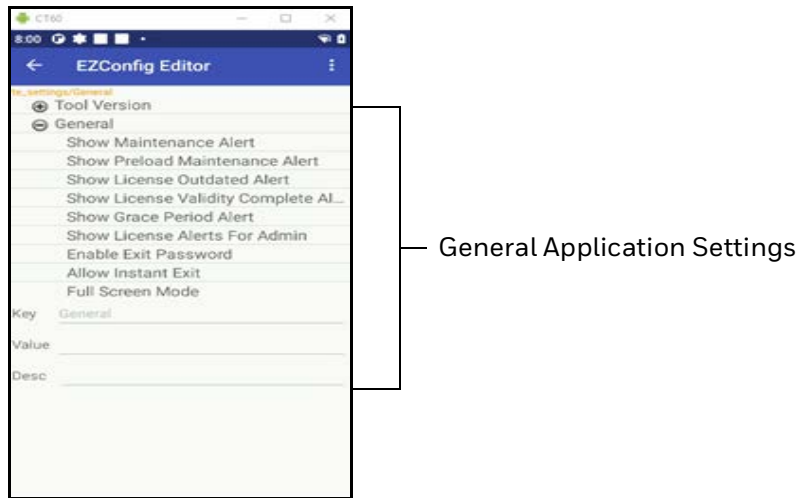 CT60
8:00
EZConfig Editor
te_settings/General
Tool Version
General
Show Maintenance Alert
Show Preload Maintenance Alert
Show License Outdated Alert
Show License Validity Complete Al...
Show Grace Period Alert
Show License Alerts For Admin
Enable Exit Password
Allow Instant Exit
Full Screen Mode
Key General
Value
Desc
General Application Settings